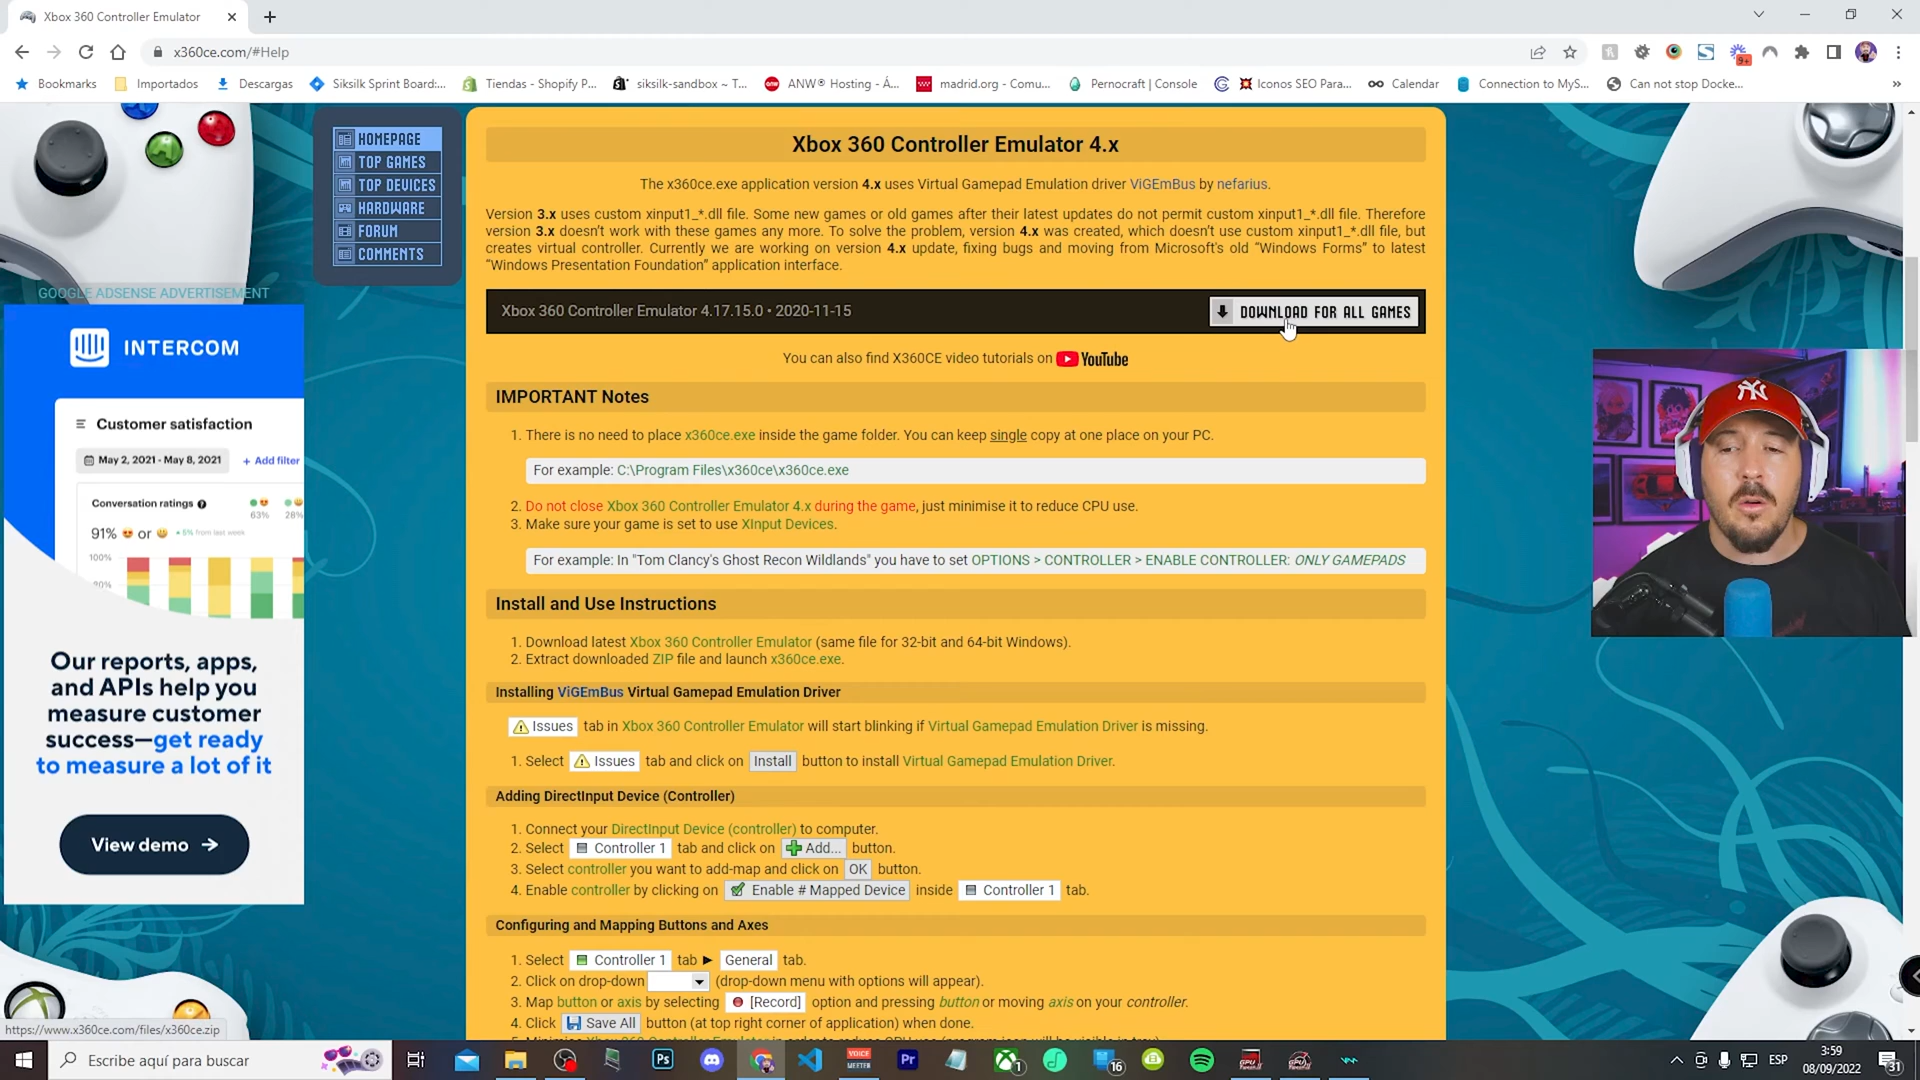 Xbox 360 Controller Emulator
x360ce.com/#Help
9+
Bookmarks
Importados
Descargas
Siksilk Sprint Board:...
Tiendas - Shopify P...
siksilk-sandbox ~ T...
ANW® Hosting - Á...
madrid.org - Comu...
Pernocraft | Console
Iconos SEO Para...
Calendar
Connection to MyS...
Can not stop Docke...
»
HOMEPAGE
TOP GAMES
TOP DEVICES
HARDWARE
FORUM
COMMENTS
GOOGLE ADSENSE ADVERTISEMENT
INTERCOM
Customer satisfaction
May 2, 2021 - May 8, 2021
+ Add filter
Conversation ratings
63%
28%
91% or
+ 5% from last week
100%
80%
Our reports, apps,
and APIs help you
measure customer
success—get ready
to measure a lot of it
View demo →
Xbox 360 Controller Emulator 4.x
The x360ce.exe application version 4.x uses Virtual Gamepad Emulation driver ViGEmBus by nefarius.
Version 3.x uses custom xinput1_*.dll file. Some new games or old games after their latest updates do not permit custom xinput1_*.dll file. Therefore
version 3.x doesn't work with these games any more. To solve the problem, version 4.x was created, which doesn't use custom xinput1_*.dll file, but
creates virtual controller. Currently we are working on version 4.x update, fixing bugs and moving from Microsoft's old "Windows Forms" to latest
"Windows Presentation Foundation" application interface.
Xbox 360 Controller Emulator 4.17.15.0 • 2020-11-15
DOWNLOAD FOR ALL GAMES
You can also find X360CE video tutorials on YouTube
IMPORTANT Notes
1. There is no need to place x360ce.exe inside the game folder. You can keep single copy at one place on your PC.
For example: C:\Program Files\x360ce\x360ce.exe
2. Do not close Xbox 360 Controller Emulator 4.x during the game, just minimise it to reduce CPU use.
3. Make sure your game is set to use XInput Devices.
For example: In "Tom Clancy's Ghost Recon Wildlands" you have to set OPTIONS > CONTROLLER > ENABLE CONTROLLER: ONLY GAMEPADS
Install and Use Instructions
1. Download latest Xbox 360 Controller Emulator (same file for 32-bit and 64-bit Windows).
2. Extract downloaded ZIP file and launch x360ce.exe.
Installing ViGEmBus Virtual Gamepad Emulation Driver
Issues tab in Xbox 360 Controller Emulator will start blinking if Virtual Gamepad Emulation Driver is missing.
1. Select Issues tab and click on Install button to install Virtual Gamepad Emulation Driver.
Adding DirectInput Device (Controller)
1. Connect your DirectInput Device (controller) to computer.
2. Select Controller 1 tab and click on Add... button.
3. Select controller you want to add-map and click on OK button.
4. Enable controller by clicking on Enable # Mapped Device inside Controller 1 tab.
Configuring and Mapping Buttons and Axes
1. Select Controller 1 tab ► General tab.
2. Click on drop-down (drop-down menu with options will appear).
3. Map button or axis by selecting [Record] option and pressing button or moving axis on your controller.
4. Click Save All button (at top right corner of application) when done.
https://www.x360ce.com/files/x360ce.zip
Escribe aquí para buscar
Ps
VOICE
MEETER
Pr
1
16
ESP
3:59
08/09/2022
31